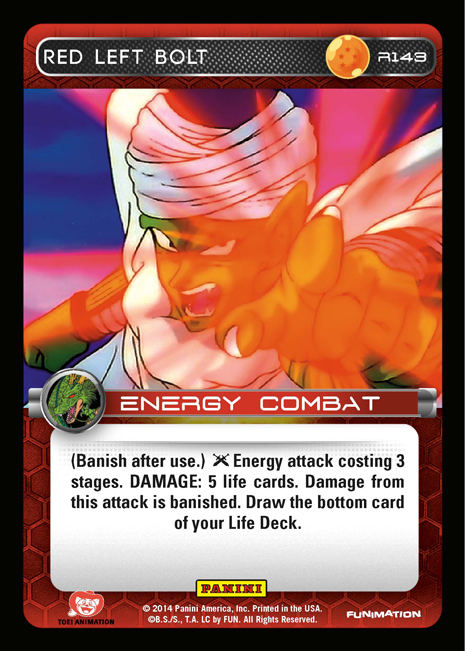 RED LEFT BOLT
R143
ENERGY COMBAT
(Banish after use.) Energy attack costing 3
stages. DAMAGE: 5 life cards. Damage from
this attack is banished. Draw the bottom card
of your Life Deck.
PANINI
TOEI ANIMATION
© 2014 Panini America, Inc. Printed in the USA.
©B.S./S., T.A. LC by FUN. All Rights Reserved.
FUNIMATION